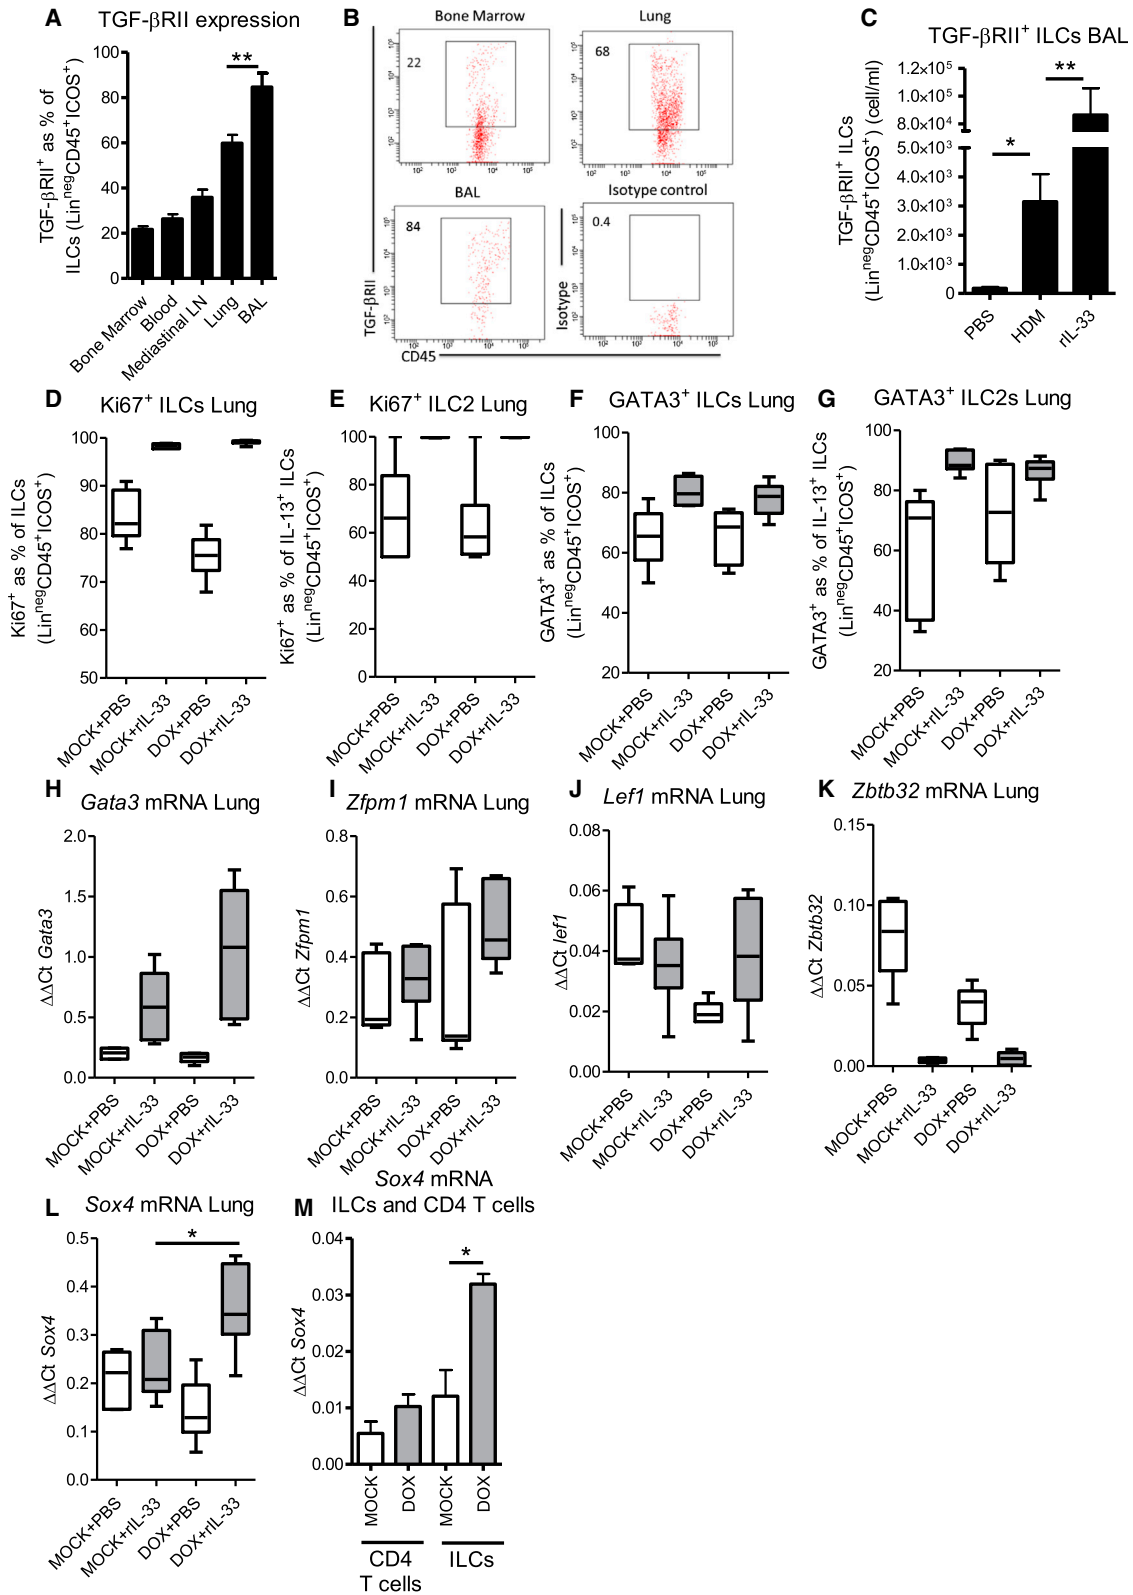 A
TGF-βRII expression
TGF-βRII⁺ as % of
ILCs (LinⁿᵉᵍCD45⁺ICOS⁺)
100
80
60
40
20
0
**
Bone Marrow
Blood
Mediastinal LN
Lung
BAL
B
Bone Marrow
Lung
22
68
BAL
Isotype control
84
0.4
TGF-βRII
Isotype
CD45
C
TGF-βRII⁺ ILCs BAL
TGF-βRII⁺ ILCs
(LinⁿᵉᵍCD45⁺ICOS⁺) (cell/ml)
1.2×10⁵
1.0×10⁵
8.0×10⁴
5.0×10³
4.0×10³
3.0×10³
2.0×10³
1.0×10³
0
*
**
PBS
HDM
rIL-33
D
Ki67⁺ ILCs Lung
Ki67⁺ as % of ILCs
(LinⁿᵉᵍCD45⁺ICOS⁺)
100
90
80
70
60
50
MOCK+PBS
MOCK+rIL-33
DOX+PBS
DOX+rIL-33
E
Ki67⁺ ILC2 Lung
Ki67⁺ as % of IL-13⁺ ILCs
(LinⁿᵉᵍCD45⁺ICOS⁺)
100
80
60
40
20
0
MOCK+PBS
MOCK+rIL-33
DOX+PBS
DOX+rIL-33
F
GATA3⁺ ILCs Lung
GATA3⁺ as % of ILCs
(LinⁿᵉᵍCD45⁺ICOS⁺)
100
80
60
40
20
MOCK+PBS
MOCK+rIL-33
DOX+PBS
DOX+rIL-33
G
GATA3⁺ ILC2s Lung
GATA3⁺ as % of IL-13⁺ ILCs
(LinⁿᵉᵍCD45⁺ICOS⁺)
100
80
60
40
20
MOCK+PBS
MOCK+rIL-33
DOX+PBS
DOX+rIL-33
H
Gata3 mRNA Lung
ΔΔCt Gata3
2.0
1.5
1.0
0.5
0.0
MOCK+PBS
MOCK+rIL-33
DOX+PBS
DOX+rIL-33
I
Zfpm1 mRNA Lung
ΔΔCt Zfpm1
0.8
0.6
0.4
0.2
0.0
MOCK+PBS
MOCK+rIL-33
DOX+PBS
DOX+rIL-33
J
Lef1 mRNA Lung
ΔΔCt lef1
0.08
0.06
0.04
0.02
0.00
MOCK+PBS
MOCK+rIL-33
DOX+PBS
DOX+rIL-33
K
Zbtb32 mRNA Lung
ΔΔCt Zbtb32
0.15
0.10
0.05
0.00
MOCK+PBS
MOCK+rIL-33
DOX+PBS
DOX+rIL-33
L
Sox4 mRNA Lung
ΔΔCt Sox4
0.5
0.4
0.3
0.2
0.1
0.0
*
MOCK+PBS
MOCK+rIL-33
DOX+PBS
DOX+rIL-33
M
Sox4 mRNA
ILCs and CD4 T cells
ΔΔCt Sox4
0.04
0.03
0.02
0.01
0.00
*
MOCK
DOX
MOCK
DOX
CD4
T cells
ILCs